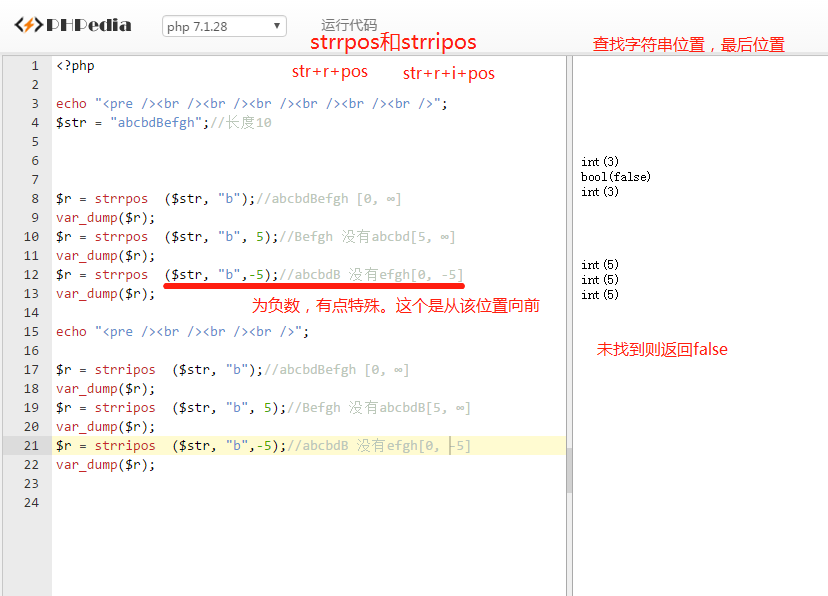 PHPedia
php 7.1.28
运行代码
strrpos和strripos
str+r+pos
str+r+i+pos
查找字符串位置，最后位置
1 <?php
2
3 echo "<pre /><br /><br /><br /><br /><br /><br />";
4 $str = "abcbdBefgh";//长度10
5
6
7
8 $r = strrpos ($str, "b");//abcbdBefgh [0, ∞]
9 var_dump($r);
10 $r = strrpos ($str, "b", 5);//Befgh 没有abcbd[5, ∞]
11 var_dump($r);
12 $r = strrpos ($str, "b",-5);//abcbdB 没有efgh[0, -5]
13 var_dump($r);
为负数，有点特殊。这个是从该位置向前
14
15 echo "<pre /><br /><br /><br />";
16
17 $r = strripos ($str, "b");//abcbdBefgh [0, ∞]
18 var_dump($r);
19 $r = strripos ($str, "b", 5);//Befgh 没有abcbdB[5, ∞]
20 var_dump($r);
21 $r = strripos ($str, "b",-5);//abcbdB 没有efgh[0, -5]
22 var_dump($r);
23
24
int(3)
bool(false)
int(3)
int(5)
int(5)
int(5)
未找到则返回false